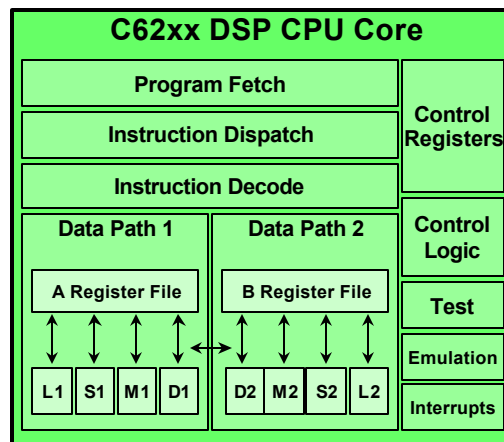 C62xx DSP CPU Core
Program Fetch
Instruction Dispatch
Instruction Decode
Control
Registers
Data Path 1
Data Path 2
Control
Logic
A Register File
B Register File
Test
L1 S1 M1 D1
D2 M2 S2 L2
Emulation
Interrupts